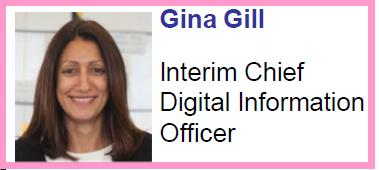 Gina Gill
Interim Chief
Digital Information
Officer